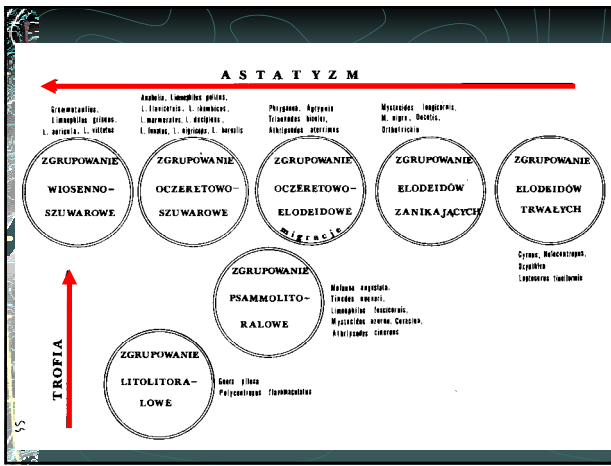 ASTATYZM
Grammotaulius,
Limnephilus griseus,
L. auricula, L. vittatus
Anabolia, Limnephilus politus,
L. flavicornis, L. rhombicus,
L. marmoratus, L. decipiens,
L. lunatus, L. nigriceps, L. borealis
Phryganea, Agrypnia
Triaenodes bicolor,
Athripsodes aterrimus
Mystacides longicornis,
M. nigra, Oecetis,
Orthotrichia
ZGRUPOWANIE
WIOSENNO-
SZUWAROWE
ZGRUPOWANIE
OCZERETOWO-
SZUWAROWE
ZGRUPOWANIE
OCZERETOWO-
ELODEIDOWE
migracje
ZGRUPOWANIE
ELODEIDÓW
ZANIKAJĄCYCH
ZGRUPOWANIE
ELODEIDÓW
TRWAŁYCH
Cyrnus, Holocentropus,
Oxyethira
Leptocerus tineiformis
ZGRUPOWANIE
PSAMMOLITO-
RALOWE
Molanna angustata,
Tinodes waeneri,
Limnephilus fuscicornis,
Mystacides azurea, Ceraclea,
Athripsodes cinereus
TROFIA
ZGRUPOWANIE
LITOLITORA-
LOWE
Goera pilosa
Polycentropus flavomaculatus
55